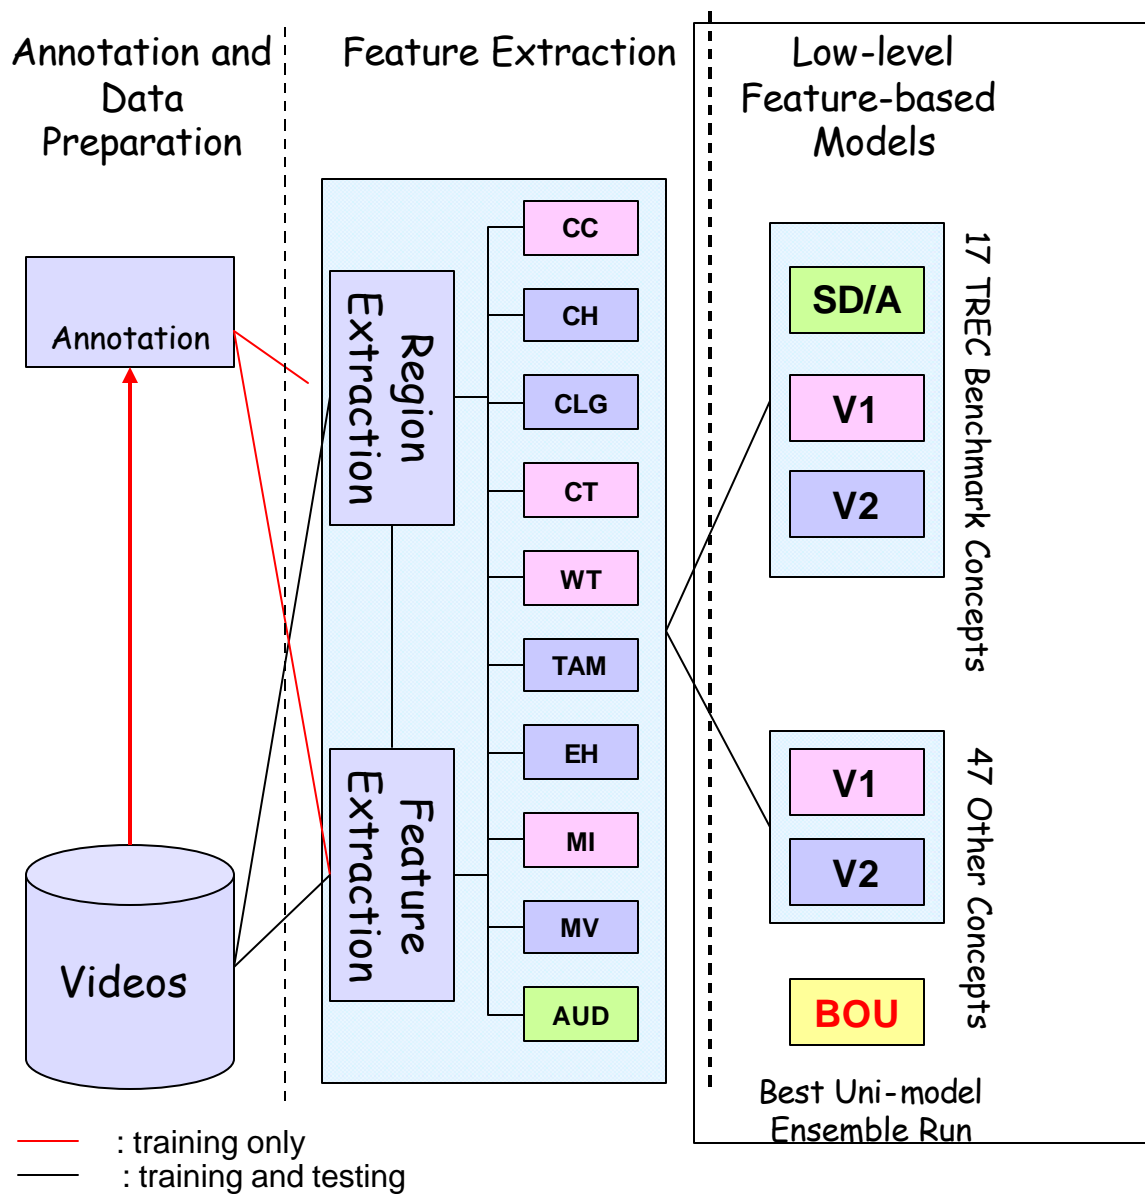 Annotation and
Data
Preparation
Feature Extraction
Low-level
Feature-based
Models
Annotation
Videos
Region
Extraction
Feature
Extraction
CC
CH
CLG
CT
WT
TAM
EH
MI
MV
AUD
SD/A
V1
V2
17 TREC Benchmark Concepts
V1
V2
47 Other Concepts
BOU
Best Uni-model
Ensemble Run
: training only
: training and testing